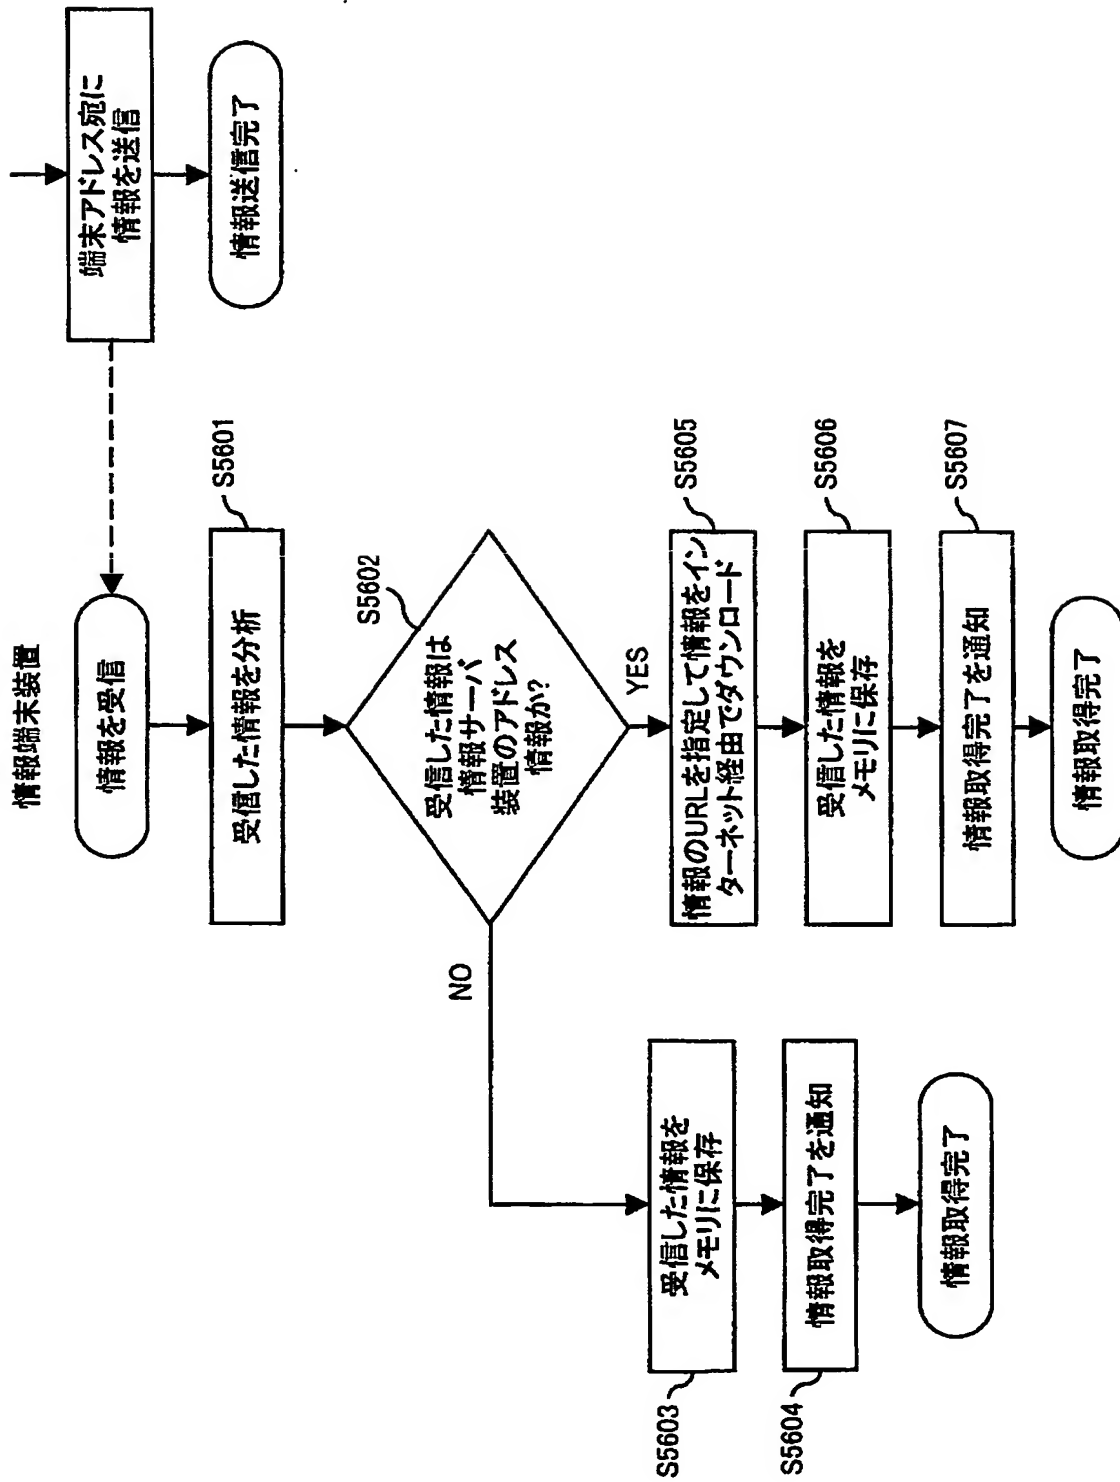 端末アドレス宛に
情報を送信
情報送信完了
情報端末装置
情報を受信
S5601
受信した情報を分析
S5602
受信した情報は
情報サーバ
装置のアドレス
情報か?
NO
YES
S5603
受信した情報を
メモリに保存
S5604
情報取得完了を通知
情報取得完了
S5605
情報のURLを指定して情報をイン
ターネット経由でダウンロード
S5606
受信した情報を
メモリに保存
S5607
情報取得完了を通知
情報取得完了